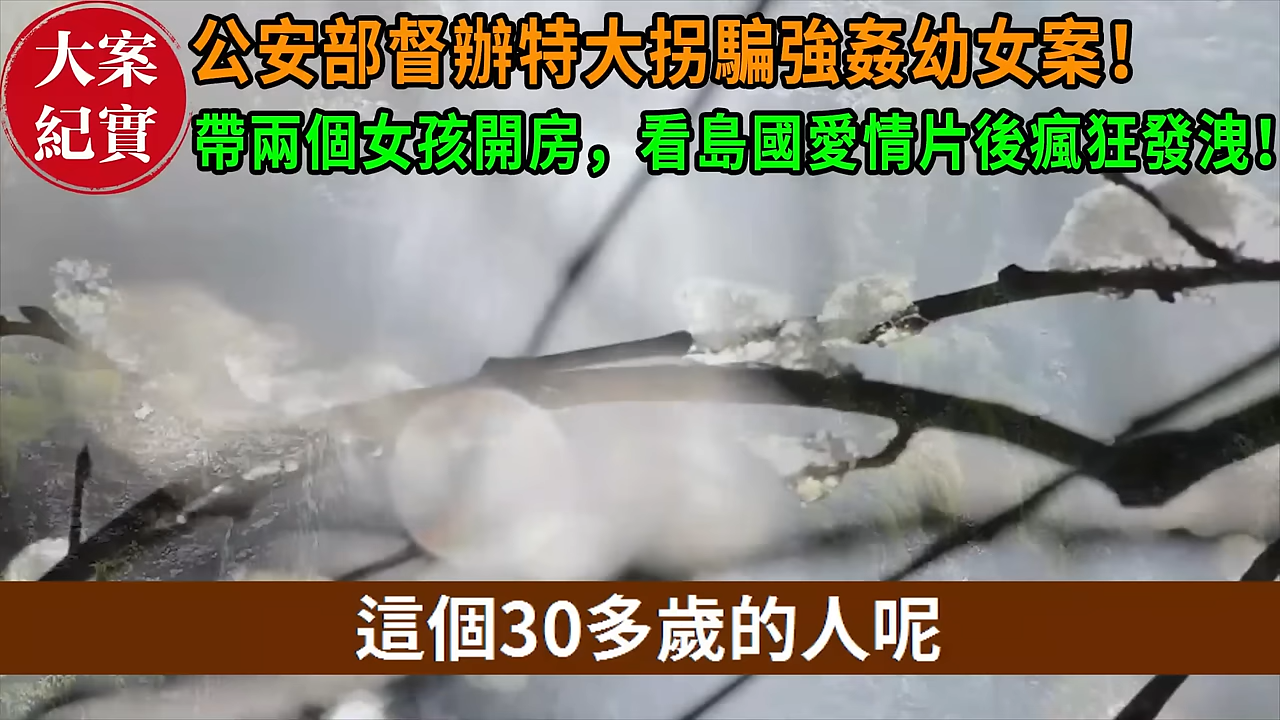 大案
紀實
公安部督辦特大拐騙強姦幼女案！
帶兩個女孩開房，看島國愛情片後瘋狂發洩！
這個30多歲的人呢